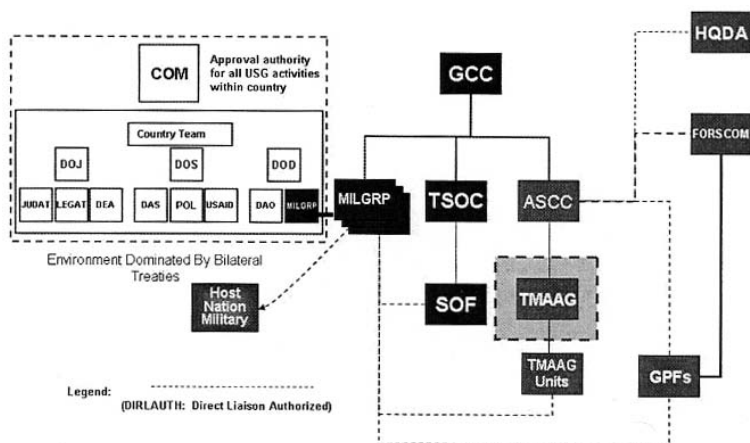 HQDA
COM
Approval authority
for all USG activities
within country
GCC
Country Team
FORSCOM
DOJ
DOS
DOD
JUDAT
LEGAT
DEA
DAS
POL
USAID
DAO
MILGRP
MILGRP
TSOC
ASCC
Environment Dominated By Bilateral
Treaties
Host
Nation
Military
SOF
TMAAG
TMAAG
Units
GPFs
Legend:
(DIRLAUTH: Direct Liaison Authorized)